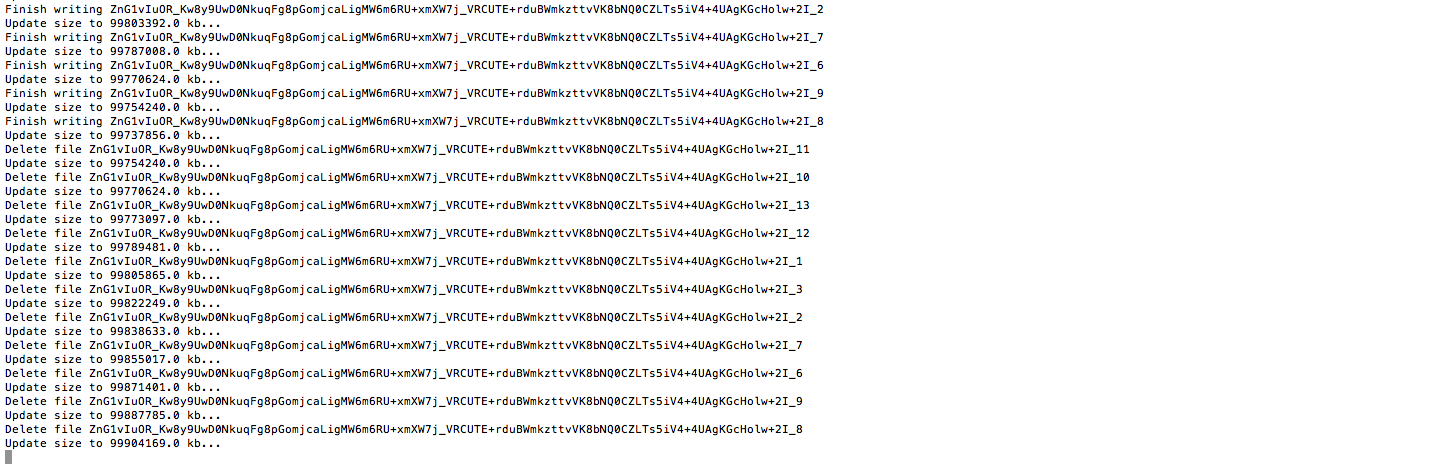 Finish writing ZnG1vIuOR_Kw8y9UwD0NkuqFg8pGomjcaLigMW6m6RU+xmXW7j_VRCUTE+rduBWmkzttvVK8bNQ0CZLTs5iV4+4UAgKGcHolw+2I_2
Update size to 99803392.0 kb...
Finish writing ZnG1vIuOR_Kw8y9UwD0NkuqFg8pGomjcaLigMW6m6RU+xmXW7j_VRCUTE+rduBWmkzttvVK8bNQ0CZLTs5iV4+4UAgKGcHolw+2I_7
Update size to 99787008.0 kb...
Finish writing ZnG1vIuOR_Kw8y9UwD0NkuqFg8pGomjcaLigMW6m6RU+xmXW7j_VRCUTE+rduBWmkzttvVK8bNQ0CZLTs5iV4+4UAgKGcHolw+2I_6
Update size to 99770624.0 kb...
Finish writing ZnG1vIuOR_Kw8y9UwD0NkuqFg8pGomjcaLigMW6m6RU+xmXW7j_VRCUTE+rduBWmkzttvVK8bNQ0CZLTs5iV4+4UAgKGcHolw+2I_9
Update size to 99754240.0 kb...
Finish writing ZnG1vIuOR_Kw8y9UwD0NkuqFg8pGomjcaLigMW6m6RU+xmXW7j_VRCUTE+rduBWmkzttvVK8bNQ0CZLTs5iV4+4UAgKGcHolw+2I_8
Update size to 99737856.0 kb...
Delete file ZnG1vIuOR_Kw8y9UwD0NkuqFg8pGomjcaLigMW6m6RU+xmXW7j_VRCUTE+rduBWmkzttvVK8bNQ0CZLTs5iV4+4UAgKGcHolw+2I_11
Update size to 99754240.0 kb...
Delete file ZnG1vIuOR_Kw8y9UwD0NkuqFg8pGomjcaLigMW6m6RU+xmXW7j_VRCUTE+rduBWmkzttvVK8bNQ0CZLTs5iV4+4UAgKGcHolw+2I_10
Update size to 99770624.0 kb...
Delete file ZnG1vIuOR_Kw8y9UwD0NkuqFg8pGomjcaLigMW6m6RU+xmXW7j_VRCUTE+rduBWmkzttvVK8bNQ0CZLTs5iV4+4UAgKGcHolw+2I_13
Update size to 99773097.0 kb...
Delete file ZnG1vIuOR_Kw8y9UwD0NkuqFg8pGomjcaLigMW6m6RU+xmXW7j_VRCUTE+rduBWmkzttvVK8bNQ0CZLTs5iV4+4UAgKGcHolw+2I_12
Update size to 99789481.0 kb...
Delete file ZnG1vIuOR_Kw8y9UwD0NkuqFg8pGomjcaLigMW6m6RU+xmXW7j_VRCUTE+rduBWmkzttvVK8bNQ0CZLTs5iV4+4UAgKGcHolw+2I_1
Update size to 99805865.0 kb...
Delete file ZnG1vIuOR_Kw8y9UwD0NkuqFg8pGomjcaLigMW6m6RU+xmXW7j_VRCUTE+rduBWmkzttvVK8bNQ0CZLTs5iV4+4UAgKGcHolw+2I_3
Update size to 99822249.0 kb...
Delete file ZnG1vIuOR_Kw8y9UwD0NkuqFg8pGomjcaLigMW6m6RU+xmXW7j_VRCUTE+rduBWmkzttvVK8bNQ0CZLTs5iV4+4UAgKGcHolw+2I_2
Update size to 99838633.0 kb...
Delete file ZnG1vIuOR_Kw8y9UwD0NkuqFg8pGomjcaLigMW6m6RU+xmXW7j_VRCUTE+rduBWmkzttvVK8bNQ0CZLTs5iV4+4UAgKGcHolw+2I_7
Update size to 99855017.0 kb...
Delete file ZnG1vIuOR_Kw8y9UwD0NkuqFg8pGomjcaLigMW6m6RU+xmXW7j_VRCUTE+rduBWmkzttvVK8bNQ0CZLTs5iV4+4UAgKGcHolw+2I_6
Update size to 99871401.0 kb...
Delete file ZnG1vIuOR_Kw8y9UwD0NkuqFg8pGomjcaLigMW6m6RU+xmXW7j_VRCUTE+rduBWmkzttvVK8bNQ0CZLTs5iV4+4UAgKGcHolw+2I_9
Update size to 99887785.0 kb...
Delete file ZnG1vIuOR_Kw8y9UwD0NkuqFg8pGomjcaLigMW6m6RU+xmXW7j_VRCUTE+rduBWmkzttvVK8bNQ0CZLTs5iV4+4UAgKGcHolw+2I_8
Update size to 99904169.0 kb...